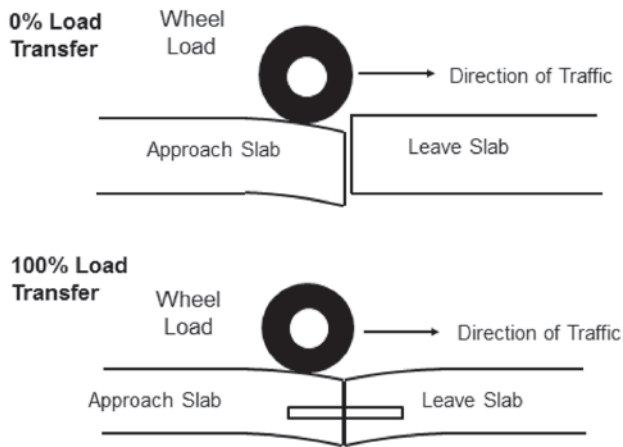 0% Load
Transfer
Wheel
Load
Direction of Traffic
Approach Slab
Leave Slab
100% Load
Transfer
Wheel
Load
Direction of Traffic
Approach Slab
Leave Slab